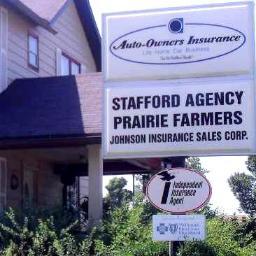 Auto-Owners Insurance
Life Home Car Business
STAFFORD AGENCY
PRAIRIE FARMERS
JOHNSON INSURANCE SALES CORP.
Independent
Insurance
Agent